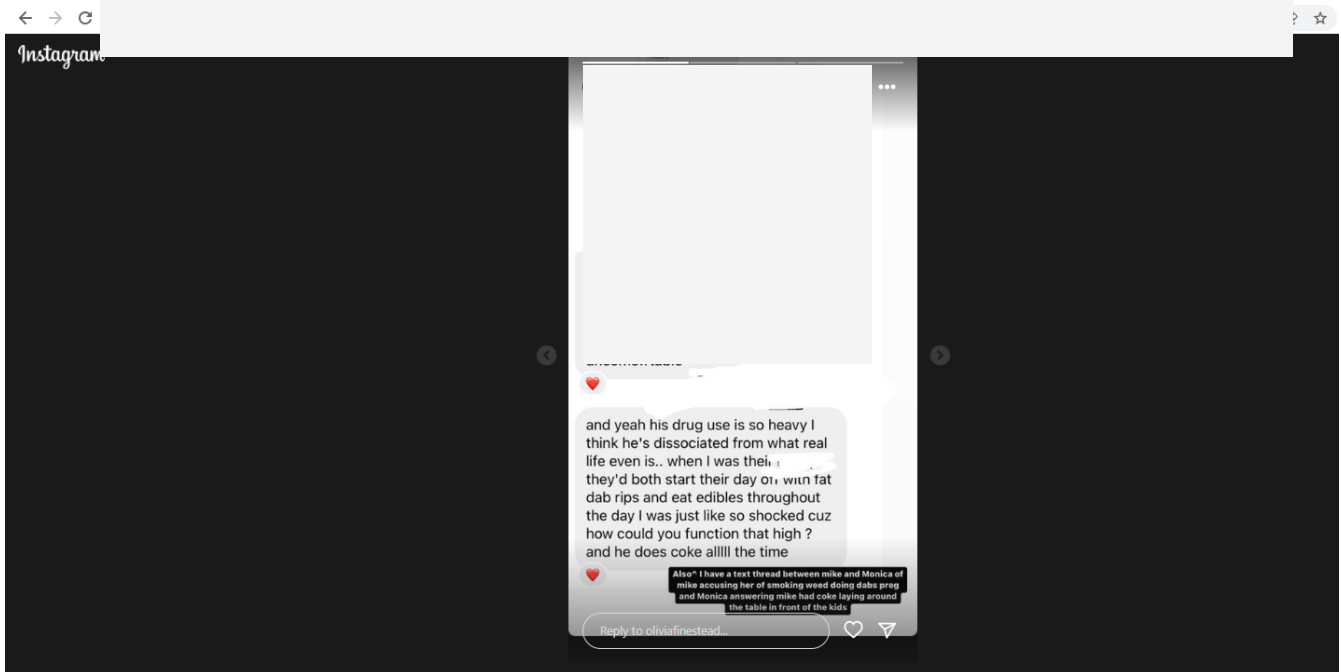 Instagram
and yeah his drug use is so heavy I
think he's dissociated from what real
life even is.. when I was their
they'd both start their day off with fat
dab rips and eat edibles throughout
the day I was just like so shocked cuz
how could you function that high ?
and he does coke alllll the time
Also^ I have a text thread between mike and Monica of
mike accusing her of smoking weed doing dabs preg
and Monica answering mike had coke laying around
the table in front of the kids
Reply to oliviafinestead...